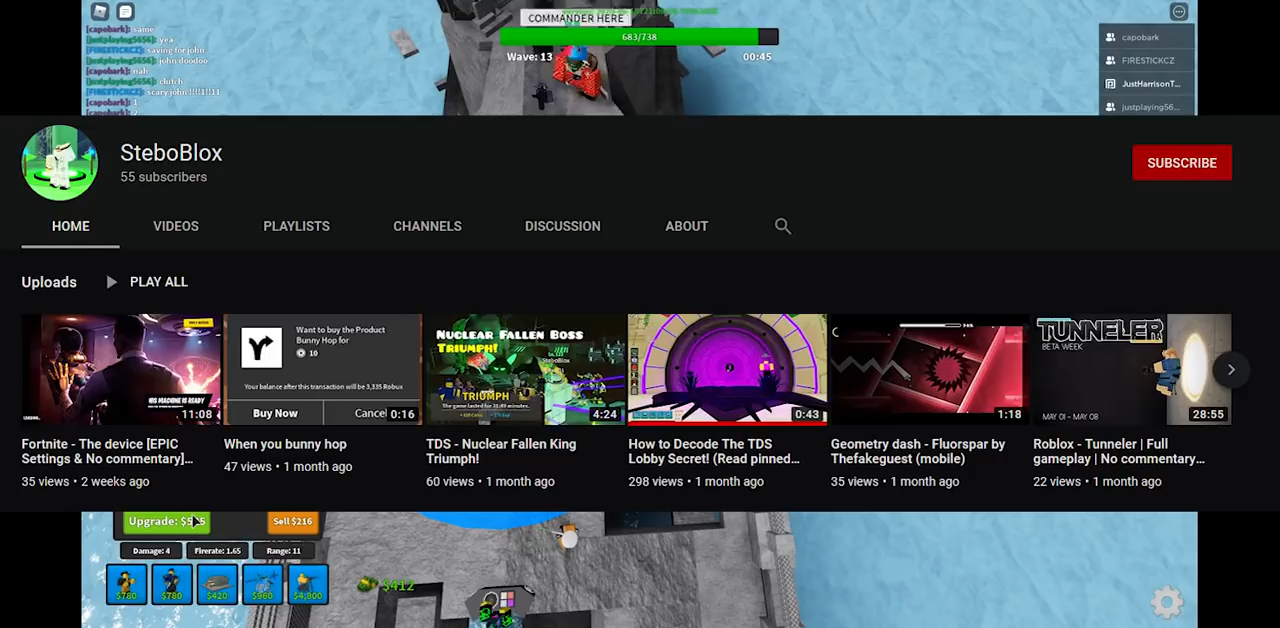 COMMANDER HERE
683/738
Wave: 13
00:45
[capobark]: same
[justplaying5656]: yea
[FIRESTICKCZ]: saving for john
[justplaying5656]: john doodoo
[capobark]: nah
[justplaying5656]: clutch
[FIRESTICKCZ]: scary john !!!!1!!11
[capobark]: 1
capobark
FIRESTICKCZ
JustHarrisonT...
justplaying56...
SteboBlox
55 subscribers
SUBSCRIBE
HOME
VIDEOS
PLAYLISTS
CHANNELS
DISCUSSION
ABOUT
Uploads
PLAY ALL
11:08
Want to buy the Product
Bunny Hop for
10
Your balance after this transaction will be 3,335 Robux
Buy Now
Cancel
0:16
NUCLEAR FALLEN BOSS
TRIUMPH!
TRIUMPH
4:24
0:43
1:18
TUNNELER
BETA WEEK
MAY 01 - MAY 08
28:55
Fortnite - The device [EPIC
Settings & No commentary]...
35 views • 2 weeks ago
When you bunny hop
47 views • 1 month ago
TDS - Nuclear Fallen King
Triumph!
60 views • 1 month ago
How to Decode The TDS
Lobby Secret! (Read pinned...
298 views • 1 month ago
Geometry dash - Fluorspar by
Thefakeguest (mobile)
35 views • 1 month ago
Roblox - Tunneler | Full
gameplay | No commentary...
22 views • 1 month ago
Upgrade:
Sell $216
Damage: 4
Firerate: 1.65
Range: 11
$780
$780
$420
$960
$4,800
$412